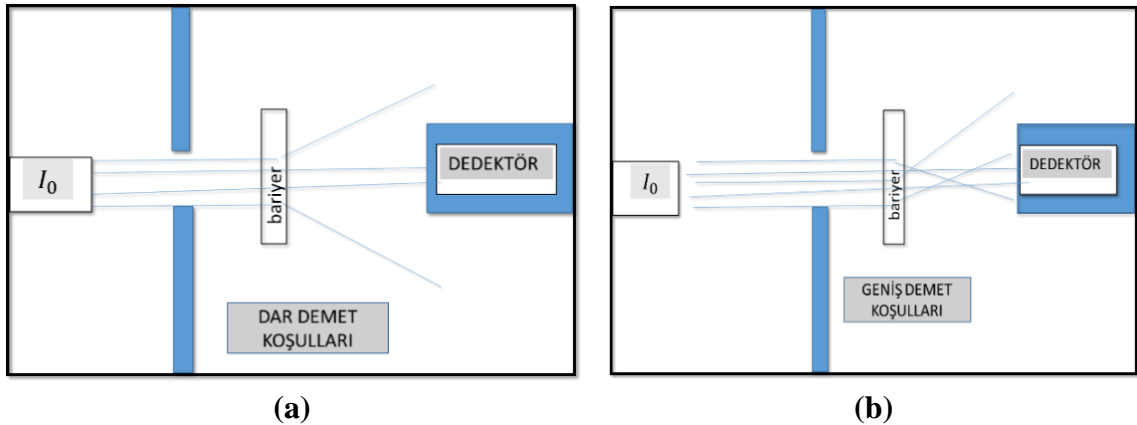 I₀
bariyer
DEDEKTÖR
DAR DEMET
KOŞULLARI
(a)
I₀
bariyer
DEDEKTÖR
GENİŞ DEMET
KOŞULLARI
(b)